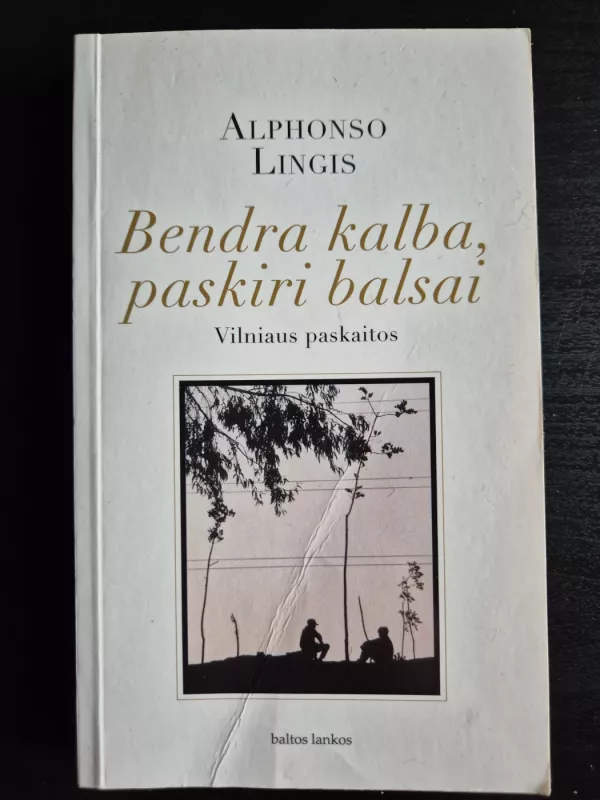 ALPHONSO
LINGIS
Bendra kalba,
paskiri balsai
Vilniaus paskaitos
baltos lankos